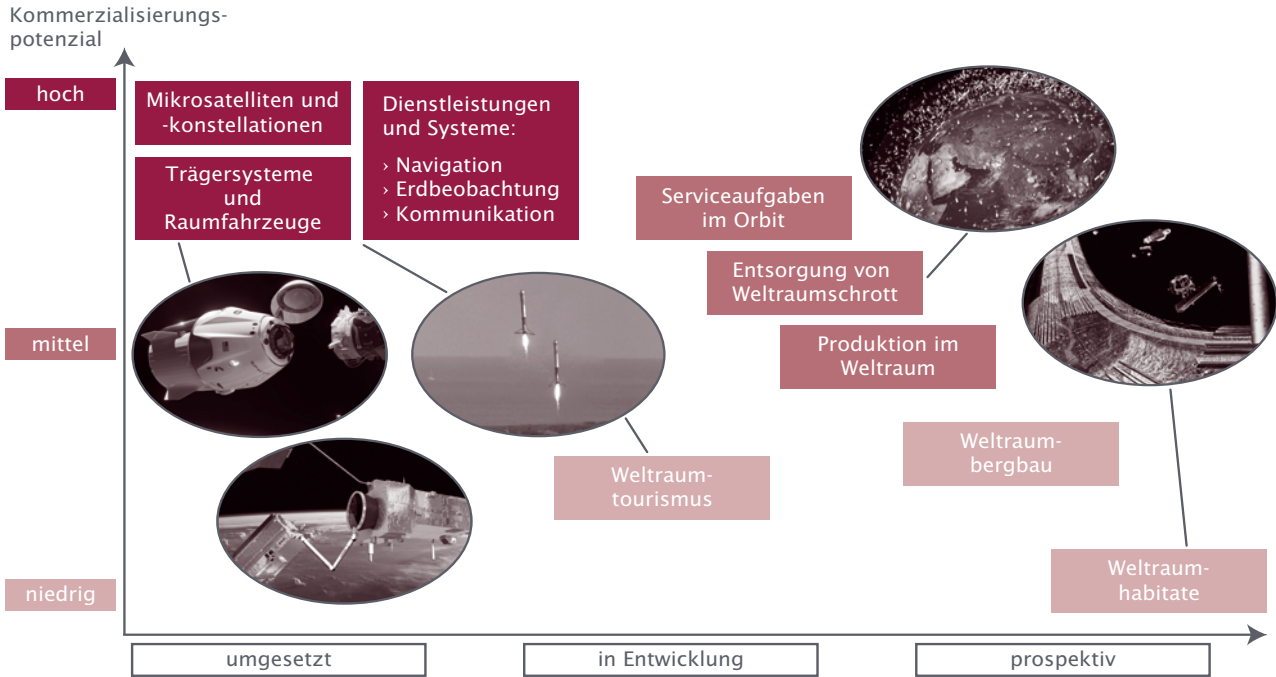 Kommerzialisierungs-
potenzial
hoch
Mikrosatelliten und
-konstellationen
Trägersysteme
und
Raumfahrzeuge
Dienstleistungen
und Systeme:
› Navigation
› Erdbeobachtung
› Kommunikation
Serviceaufgaben
im Orbit
Entsorgung von
Weltraumschrott
mittel
Produktion im
Weltraum
Weltraum-
bergbau
Weltraum-
tourismus
niedrig
Weltraum-
habitate
umgesetzt
in Entwicklung
prospektiv